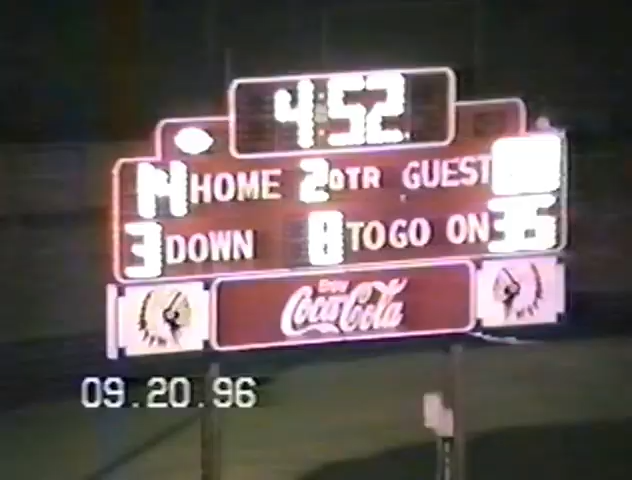 4:52
14 HOME 2 QTR GUEST
3 DOWN 8 TO GO ON 35
Enjoy
Coca-Cola
09.20.96